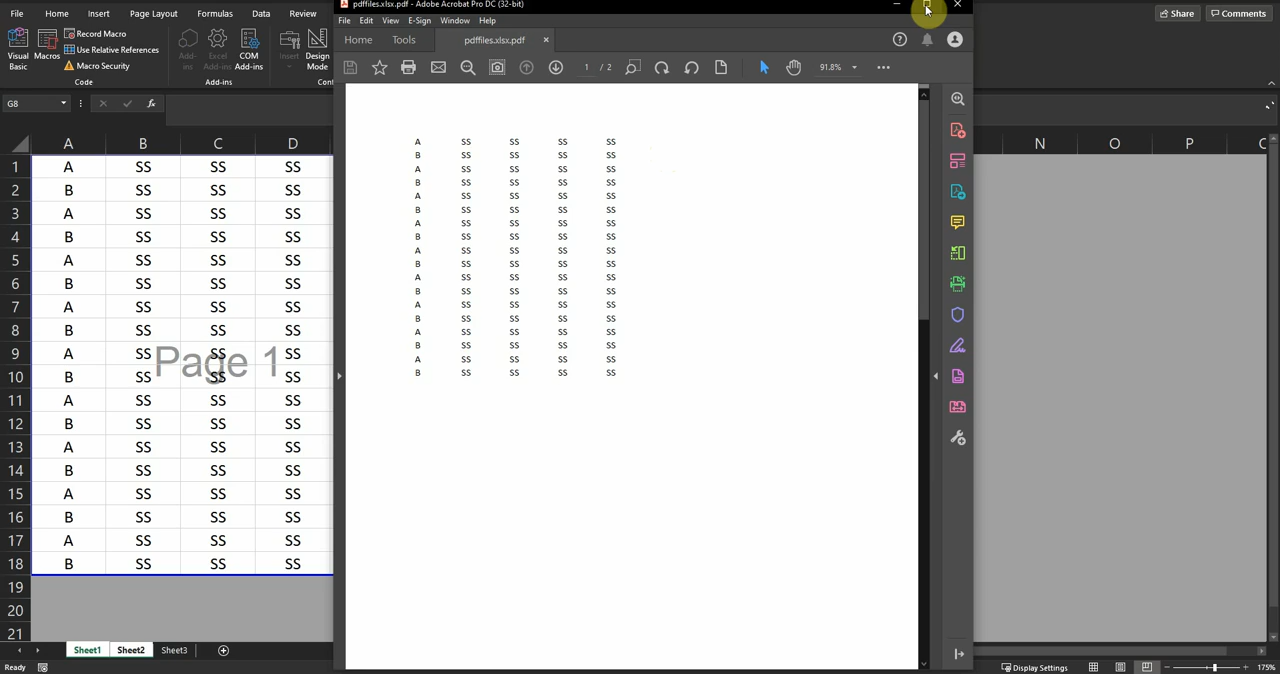 File Home Insert Page Layout Formulas Data Review
Share Comments
Visual Basic
Macros
Record Macro
Use Relative References
Macro Security
Code
Add-ins
Excel Add-ins
COM Add-ins
Add-ins
Insert
Design Mode
G8
fx
A B C D
1 A SS SS SS
2 B SS SS SS
3 A SS SS SS
4 B SS SS SS
5 A SS SS SS
6 B SS SS SS
7 A SS SS SS
8 B SS SS SS
9 A SS SS SS
Page 1
10 B SS SS SS
11 A SS SS SS
12 B SS SS SS
13 A SS SS SS
14 B SS SS SS
15 A SS SS SS
16 B SS SS SS
17 A SS SS SS
18 B SS SS SS
19
20
21
pdffiles.xlsx.pdf - Adobe Acrobat Pro DC (32-bit)
File Edit View E-Sign Window Help
Home Tools pdffiles.xlsx.pdf
1 / 2 91.8%
A SS SS SS SS
B SS SS SS SS
A SS SS SS SS
B SS SS SS SS
A SS SS SS SS
B SS SS SS SS
A SS SS SS SS
B SS SS SS SS
A SS SS SS SS
B SS SS SS SS
A SS SS SS SS
B SS SS SS SS
A SS SS SS SS
B SS SS SS SS
A SS SS SS SS
B SS SS SS SS
A SS SS SS SS
B SS SS SS SS
N O P
Sheet1 Sheet2 Sheet3
Ready
Display Settings 175%